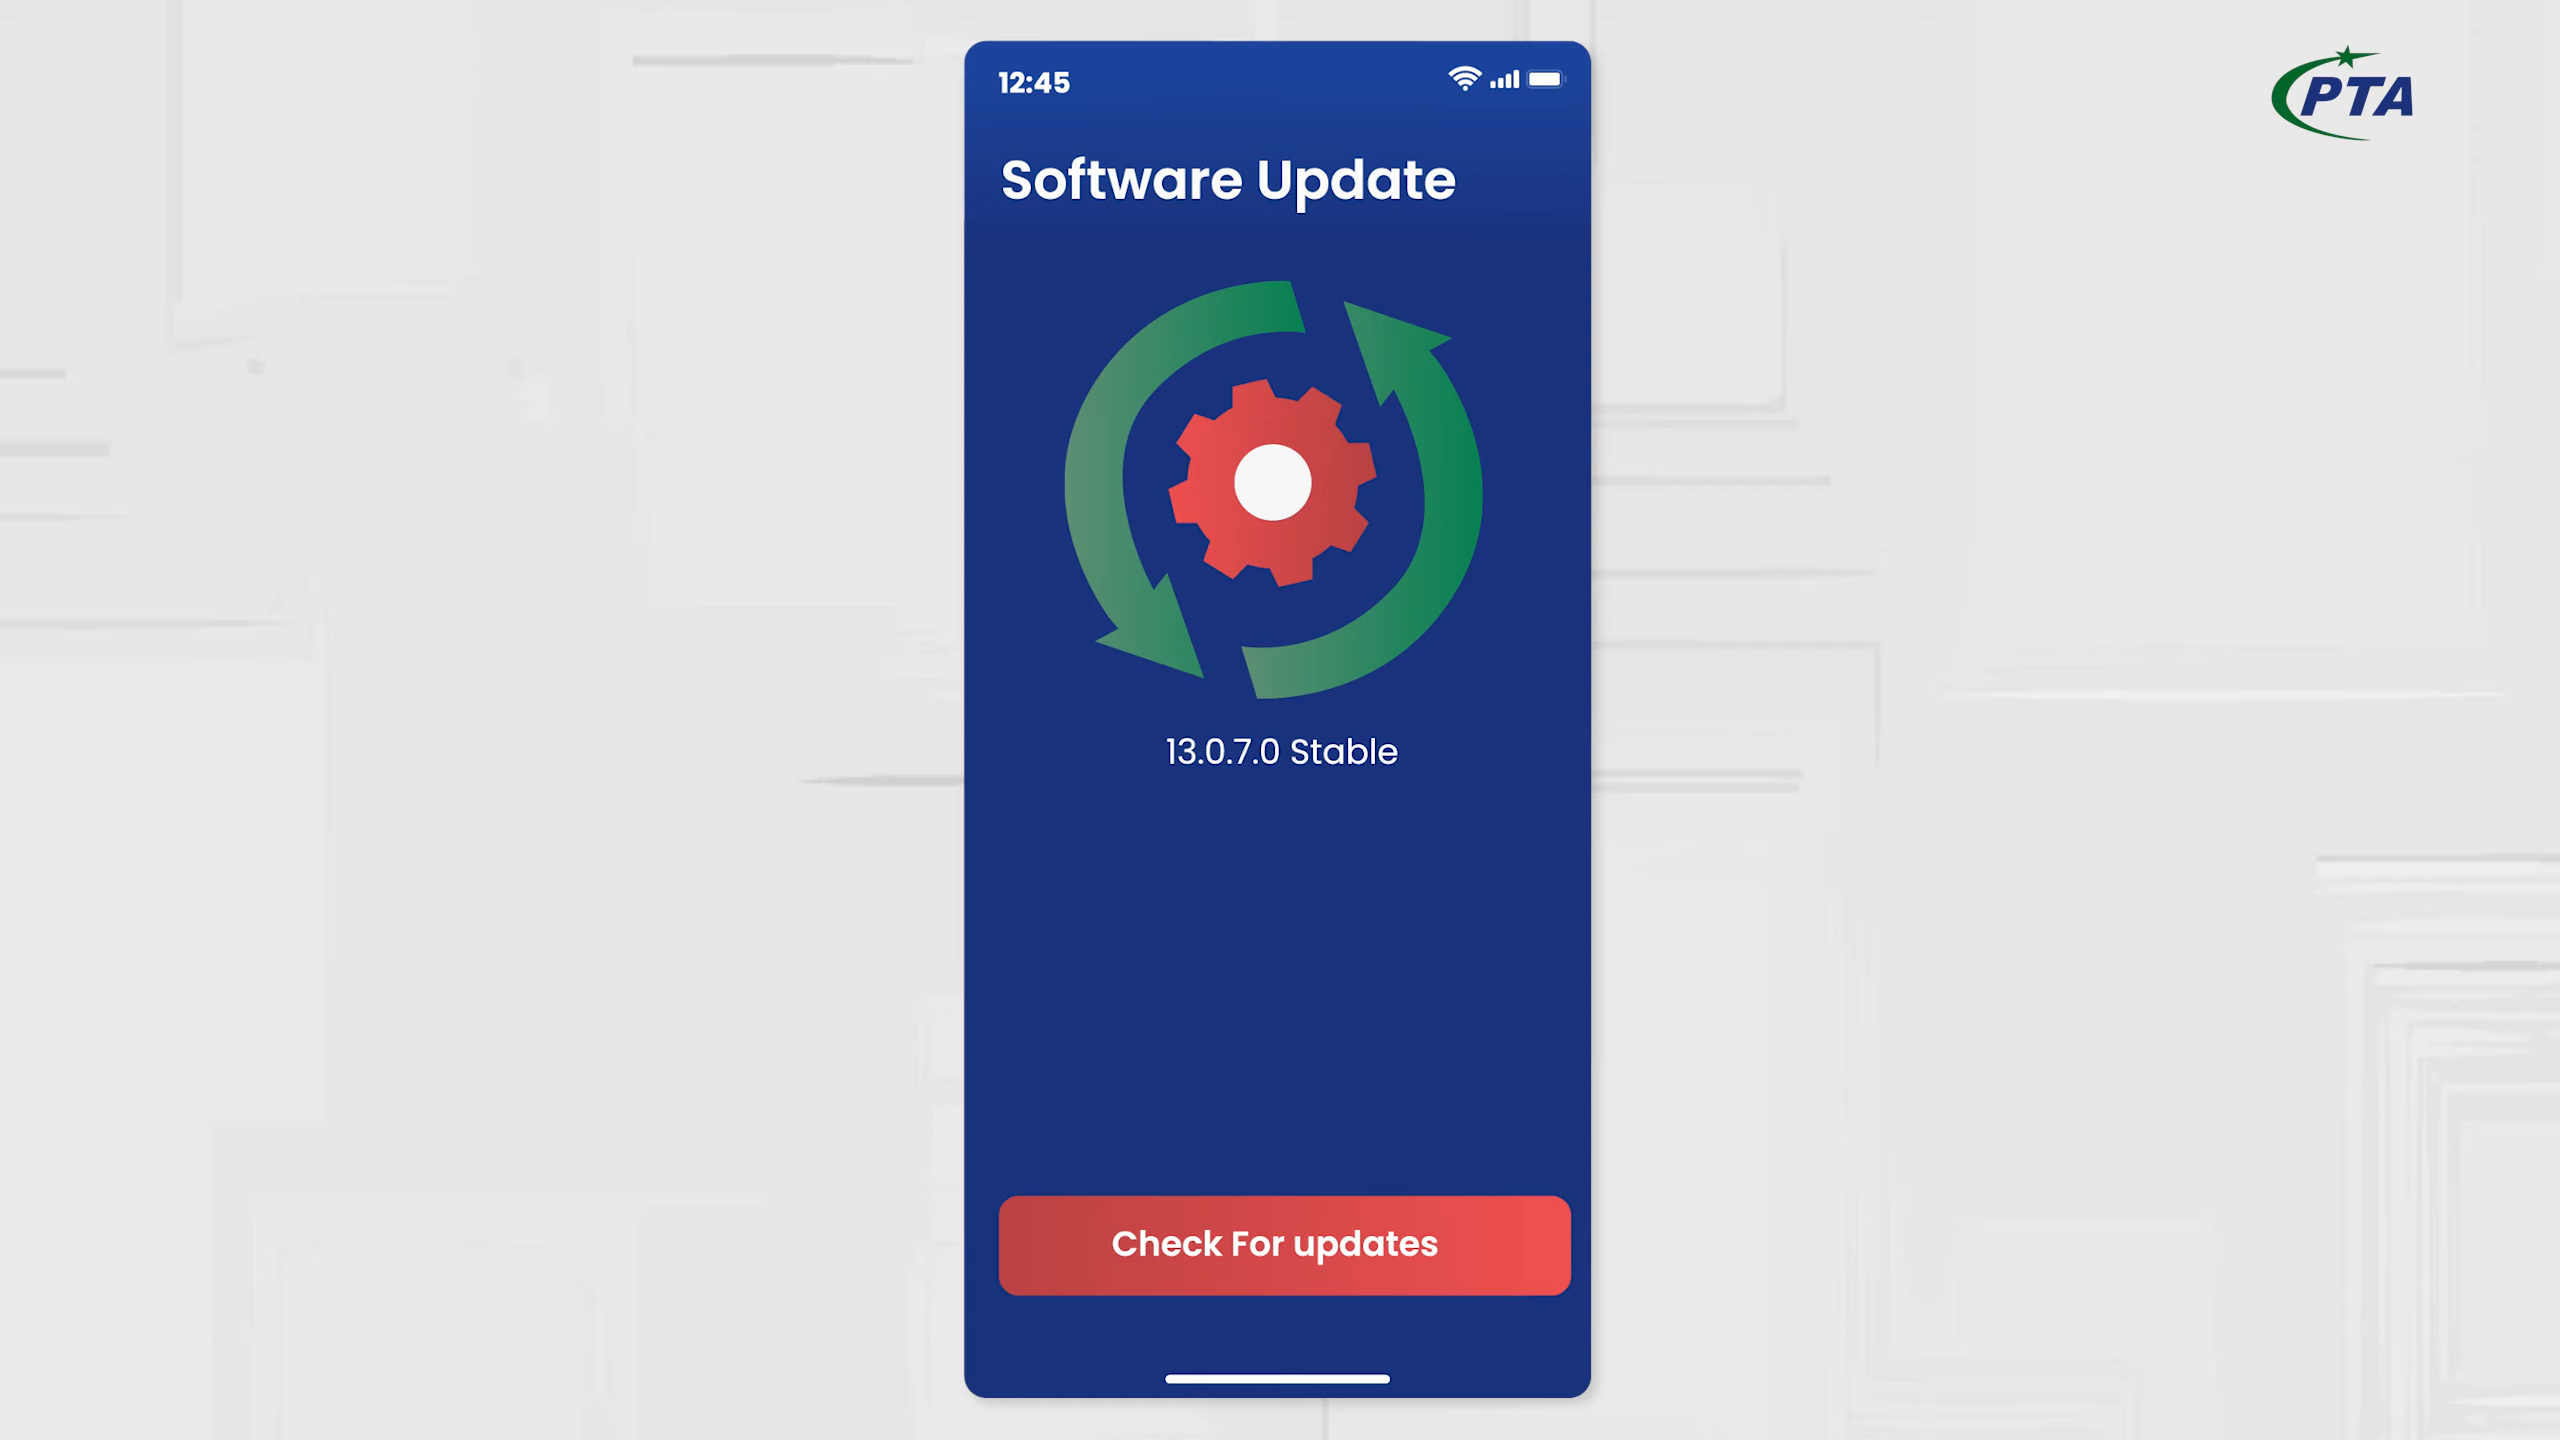 12:45
PTA
Software Update
13.0.7.0 Stable
Check For updates